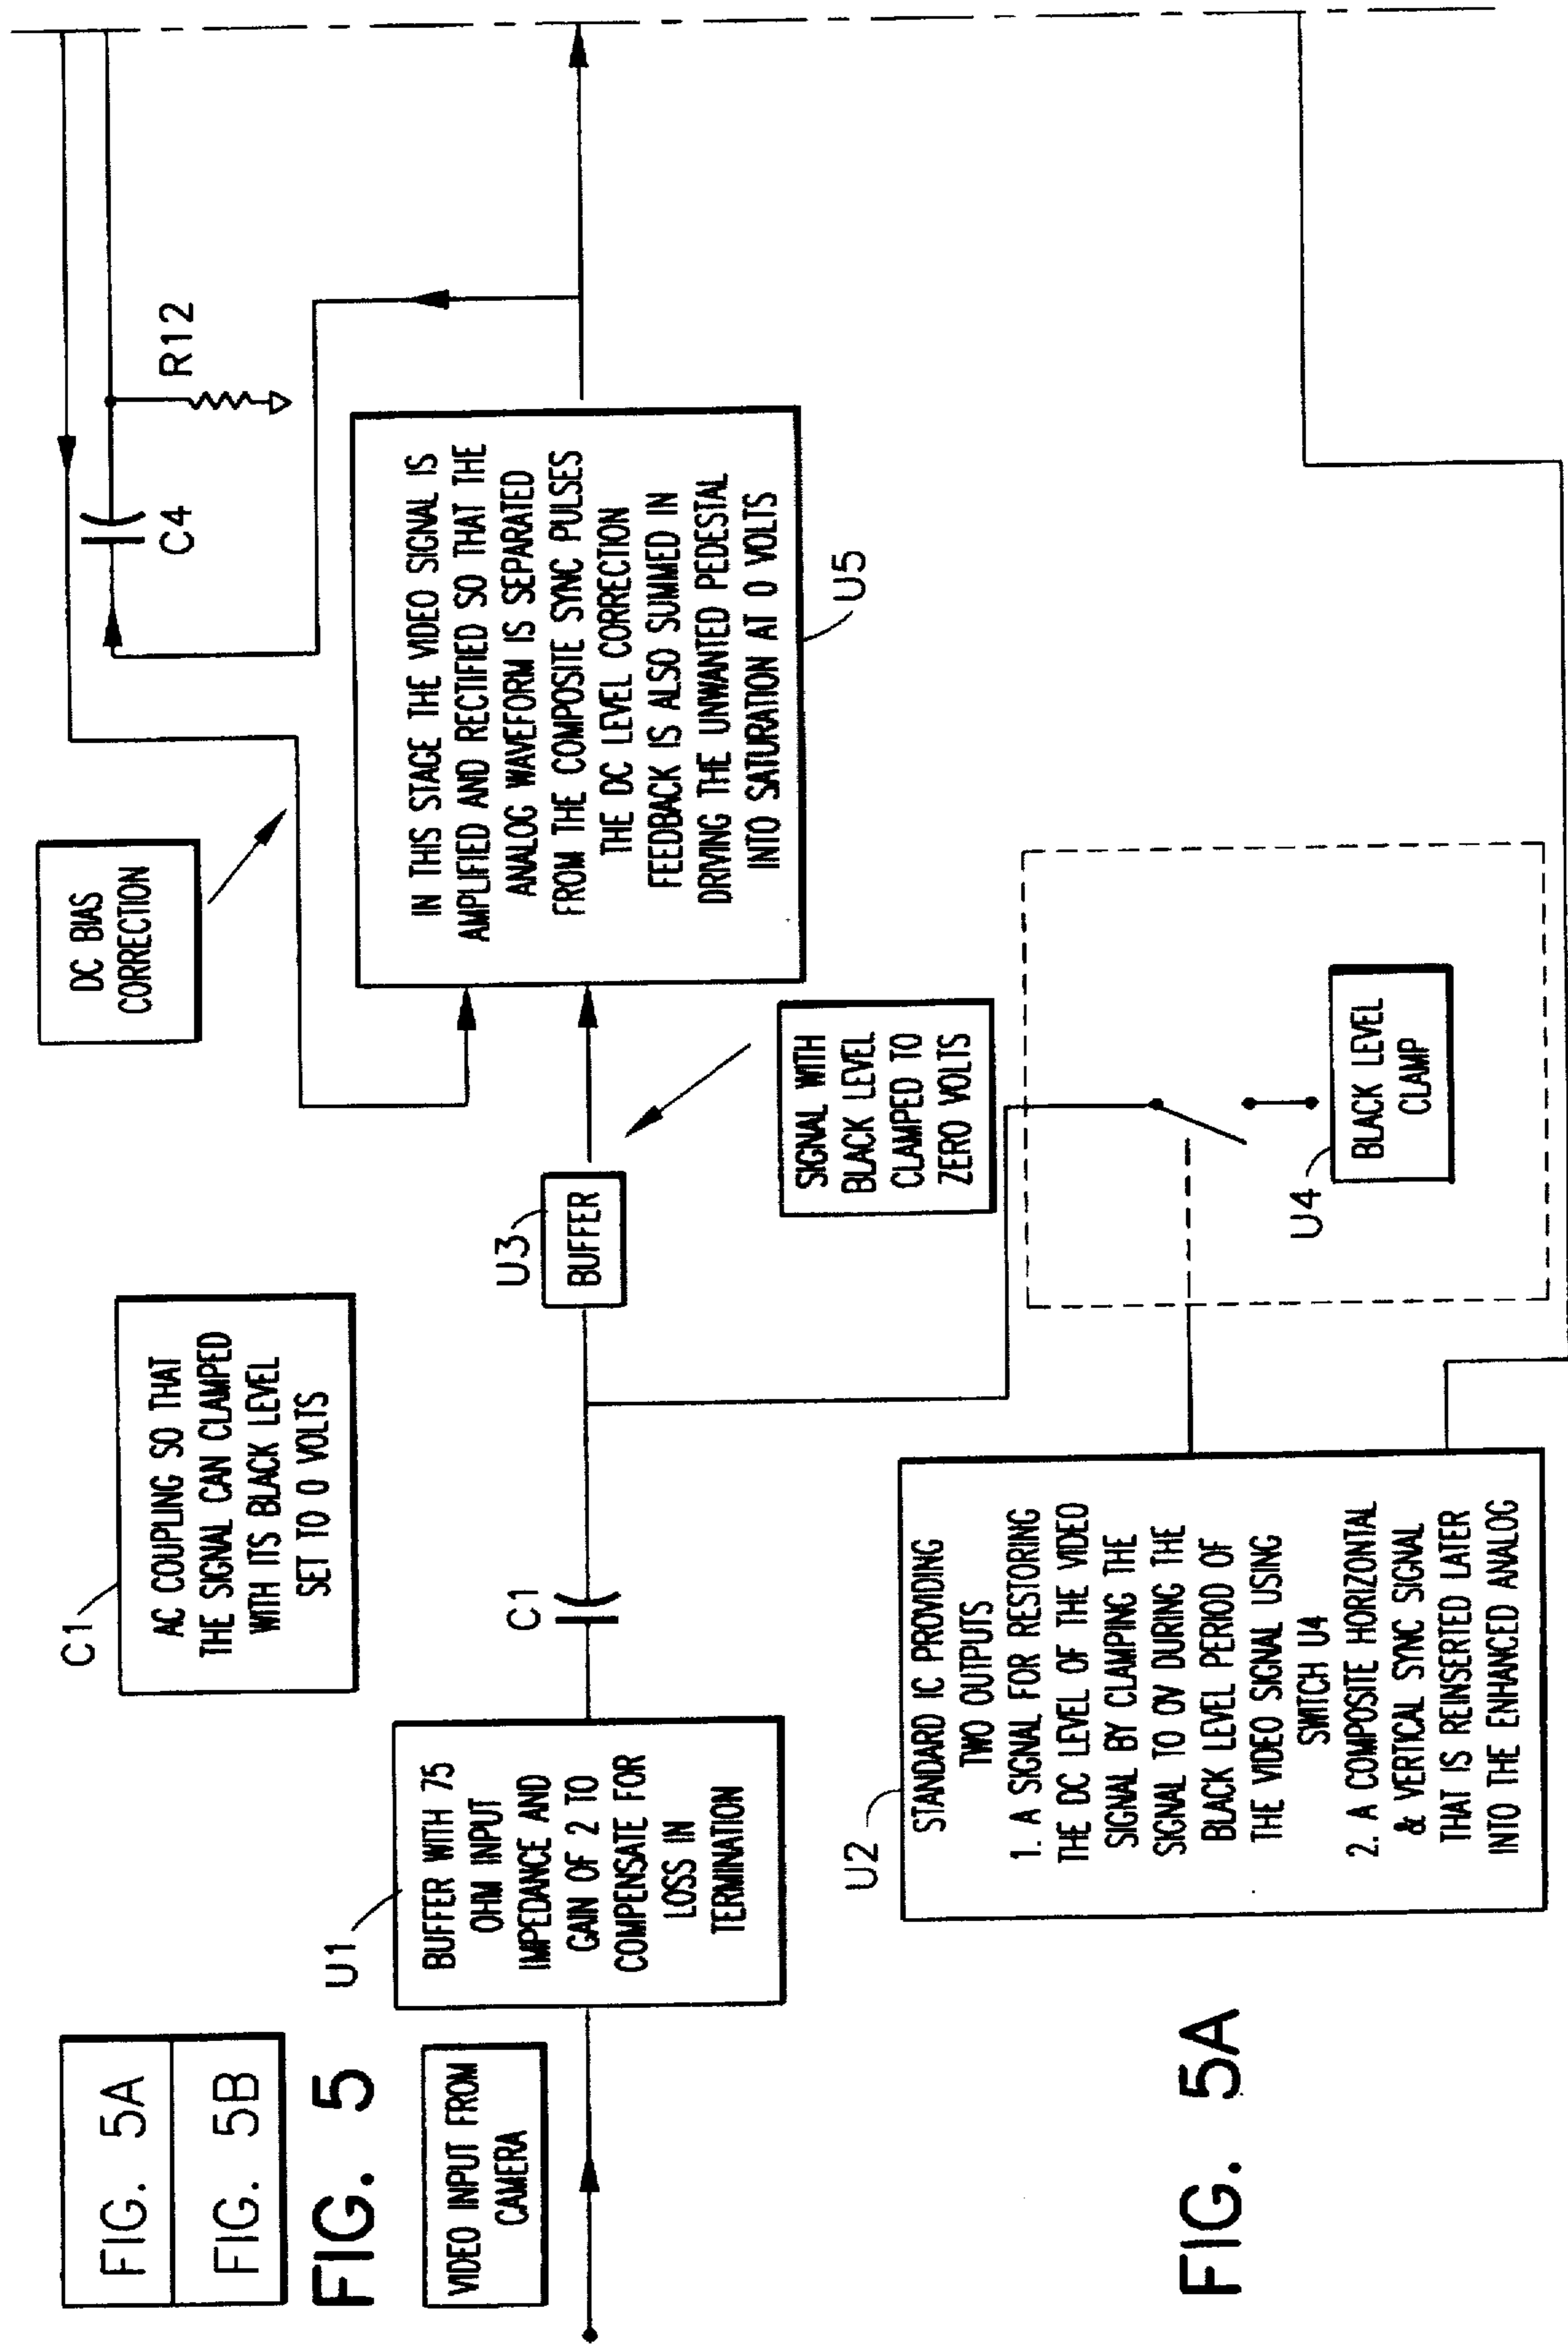 FIG. 5A
FIG. 5B
FIG. 5
VIDEO INPUT FROM
CAMERA
U1
BUFFER WITH 75
OHM INPUT
IMPEDANCE AND
GAIN OF 2 TO
COMPENSATE FOR
LOSS IN
TERMINATION
C1
AC COUPLING SO THAT
THE SIGNAL CAN CLAMPED
WITH ITS BLACK LEVEL
SET TO 0 VOLTS
C1
U3
BUFFER
DC BIAS
CORRECTION
SIGNAL WITH
BLACK LEVEL
CLAMPED TO
ZERO VOLTS
C4
R12
IN THIS STAGE THE VIDEO SIGNAL IS
AMPLIFIED AND RECTIFIED SO THAT THE
ANALOG WAVEFORM IS SEPARATED
FROM THE COMPOSITE SYNC PULSES
THE DC LEVEL CORRECTION
FEEDBACK IS ALSO SUMMED IN
DRIVING THE UNWANTED PEDESTAL
INTO SATURATION AT 0 VOLTS
U5
U2
STANDARD IC PROVIDING
TWO OUTPUTS
1. A SIGNAL FOR RESTORING
THE DC LEVEL OF THE VIDEO
SIGNAL BY CLAMPING THE
SIGNAL TO 0V DURING THE
BLACK LEVEL PERIOD OF
THE VIDEO SIGNAL USING
SWITCH U4
2. A COMPOSITE HORIZONTAL
& VERTICAL SYNC SIGNAL
THAT IS REINSERTED LATER
INTO THE ENHANCED ANALOG
U4
BLACK LEVEL
CLAMP
FIG. 5A